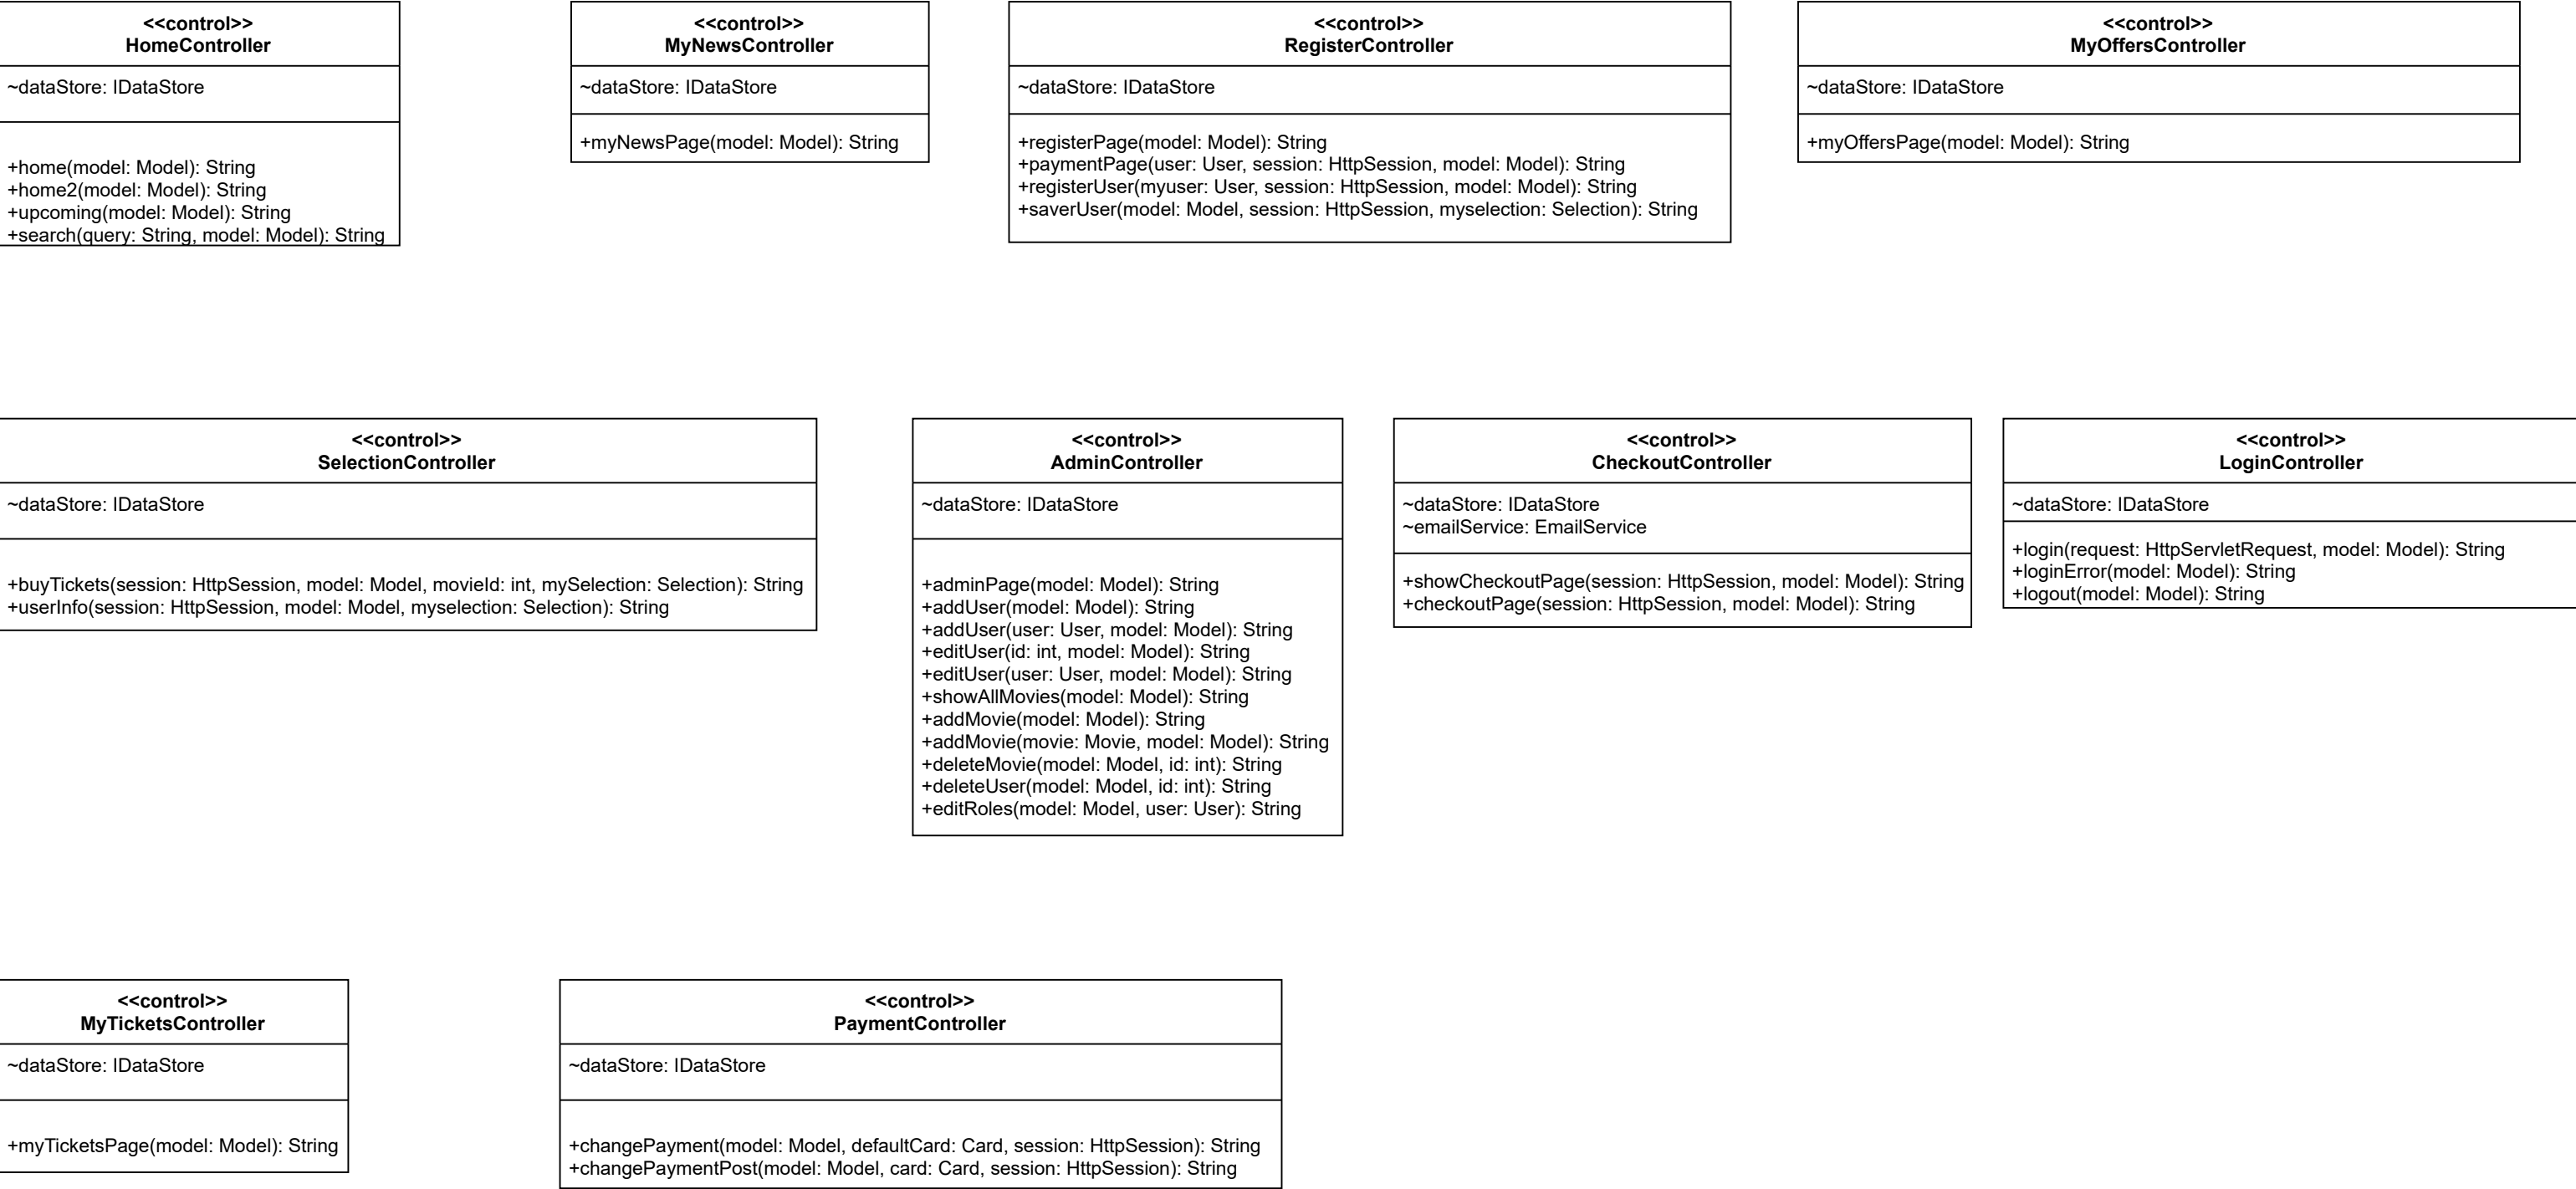 <<control>>
HomeController
~dataStore: IDataStore
+home(model: Model): String
+home2(model: Model): String
+upcoming(model: Model): String
+search(query: String, model: Model): String
<<control>>
MyNewsController
~dataStore: IDataStore
+myNewsPage(model: Model): String
<<control>>
RegisterController
~dataStore: IDataStore
+registerPage(model: Model): String
+paymentPage(user: User, session: HttpSession, model: Model): String
+registerUser(myuser: User, session: HttpSession, model: Model): String
+saverUser(model: Model, session: HttpSession, myselection: Selection): String
<<control>>
MyOffersController
~dataStore: IDataStore
+myOffersPage(model: Model): String
<<control>>
SelectionController
~dataStore: IDataStore
+buyTickets(session: HttpSession, model: Model, movieId: int, mySelection: Selection): String
+userInfo(session: HttpSession, model: Model, myselection: Selection): String
<<control>>
AdminController
~dataStore: IDataStore
+adminPage(model: Model): String
+addUser(model: Model): String
+addUser(user: User, model: Model): String
+editUser(id: int, model: Model): String
+editUser(user: User, model: Model): String
+showAllMovies(model: Model): String
+addMovie(model: Model): String
+addMovie(movie: Movie, model: Model): String
+deleteMovie(model: Model, id: int): String
+deleteUser(model: Model, id: int): String
+editRoles(model: Model, user: User): String
<<control>>
CheckoutController
~dataStore: IDataStore
~emailService: EmailService
+showCheckoutPage(session: HttpSession, model: Model): String
+checkoutPage(session: HttpSession, model: Model): String
<<control>>
LoginController
~dataStore: IDataStore
+login(request: HttpServletRequest, model: Model): String
+loginError(model: Model): String
+logout(model: Model): String
<<control>>
MyTicketsController
~dataStore: IDataStore
+myTicketsPage(model: Model): String
<<control>>
PaymentController
~dataStore: IDataStore
+changePayment(model: Model, defaultCard: Card, session: HttpSession): String
+changePaymentPost(model: Model, card: Card, session: HttpSession): String